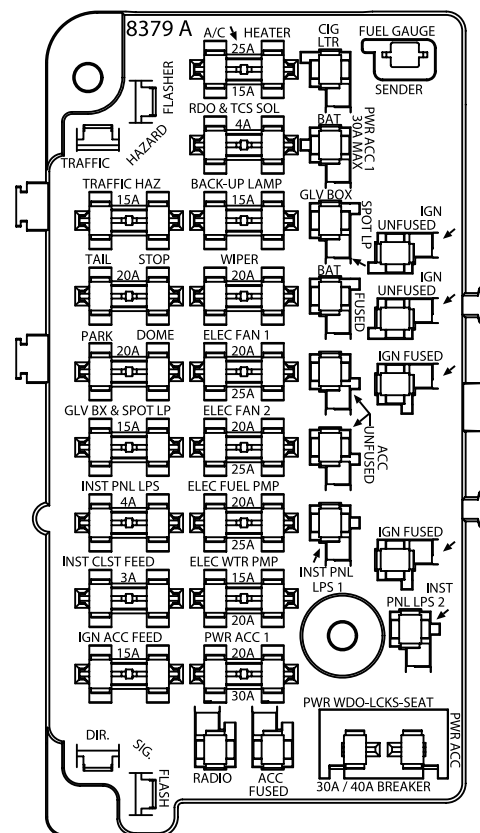 8379 A
A/C HEATER
25A
15A
CIG
LTR
FUEL GAUGE
SENDER
FLASHER
HAZARD
TRAFFIC
RDO & TCS SOL
4A
BAT
PWR ACC 1
30A MAX
TRAFFIC HAZ
15A
BACK-UP LAMP
15A
GLV BOX
SPOT LP
IGN
UNFUSED
TAIL STOP
20A
WIPER
20A
BAT
FUSED
IGN
UNFUSED
PARK DOME
20A
ELEC FAN 1
20A
25A
IGN FUSED
GLV BX & SPOT LP
15A
ELEC FAN 2
20A
25A
ACC
UNFUSED
INST PNL LPS
4A
ELEC FUEL PMP
20A
25A
IGN FUSED
INST CLST FEED
3A
ELEC WTR PMP
15A
20A
INST PNL
LPS 1
INST
PNL LPS 2
IGN ACC FEED
15A
PWR ACC 1
20A
30A
DIR.
SIG.
FLASH
RADIO
ACC
FUSED
PWR WDO-LCKS-SEAT
PWR ACC
30A / 40A BREAKER